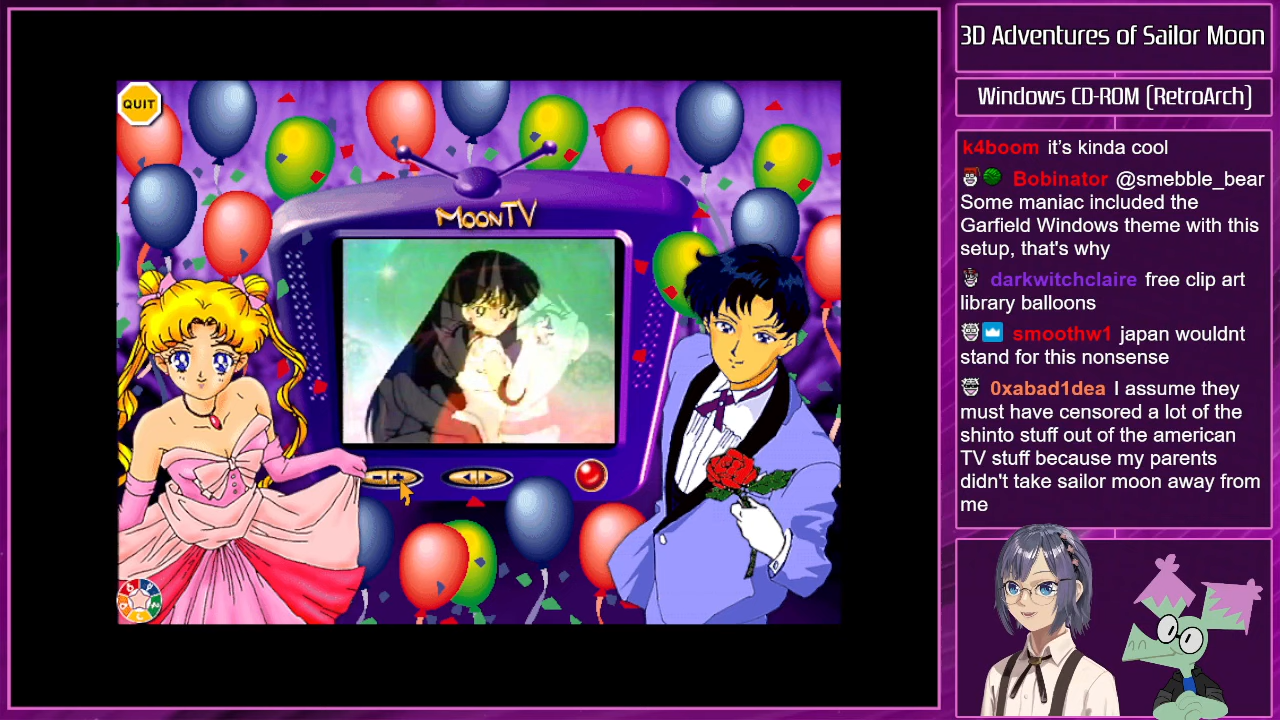 QUIT
MOONTV
3D Adventures of Sailor Moon
Windows CD-ROM (RetroArch)
k4boom it's kinda cool
Bobinator @smebble_bear
Some maniac included the
Garfield Windows theme with this
setup, that's why
darkwitchclaire free clip art
library balloons
smoothw1 japan wouldnt
stand for this nonsense
0xabad1dea I assume they
must have censored a lot of the
shinto stuff out of the american
TV stuff because my parents
didn't take sailor moon away from
me